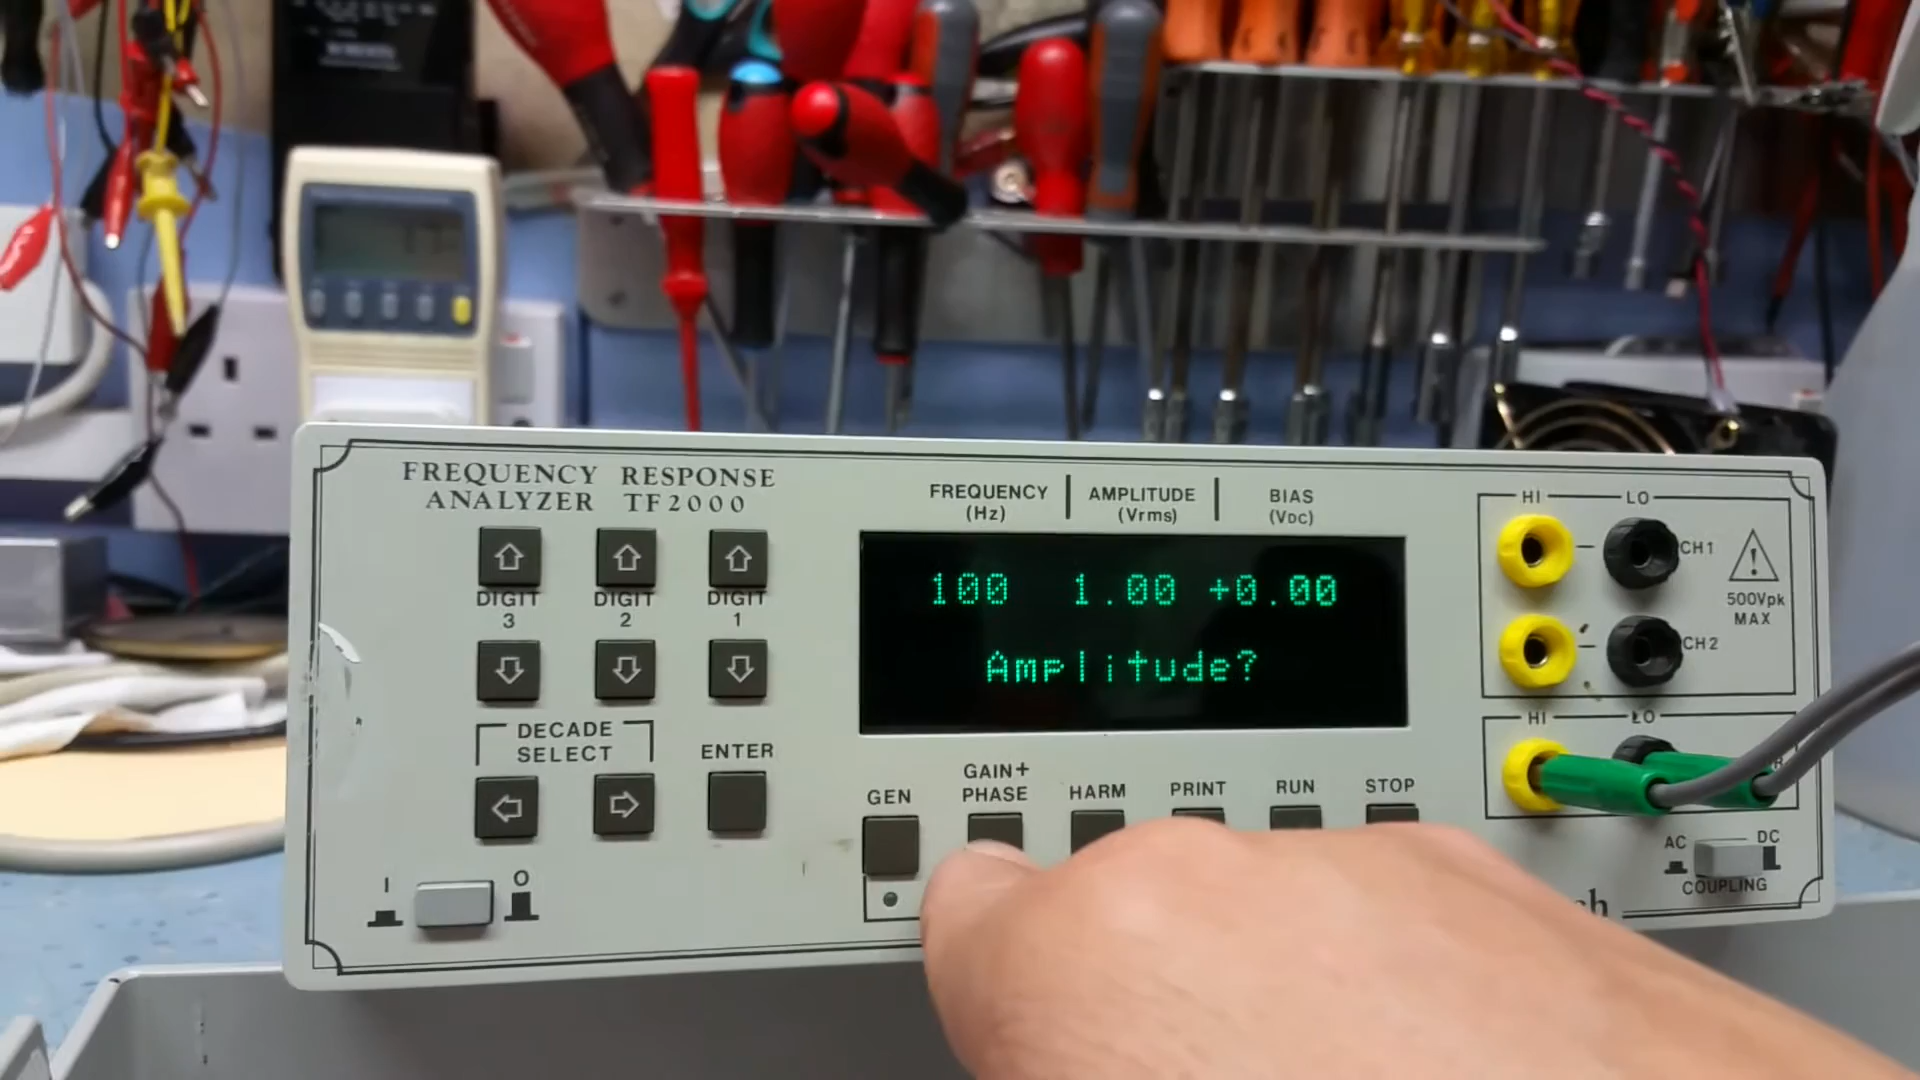 FREQUENCY RESPONSE
ANALYZER TF2000
FREQUENCY
(Hz)
AMPLITUDE
(Vrms)
BIAS
(VDC)
100 1.00 +0.00
Amplitude?
DIGIT
3
DIGIT
2
DIGIT
1
DECADE
SELECT
ENTER
I
O
GEN
GAIN+
PHASE
HARM
PRINT
RUN
STOP
HI
LO
CH1
500Vpk
MAX
CH2
HI
LO
AC
DC
COUPLING